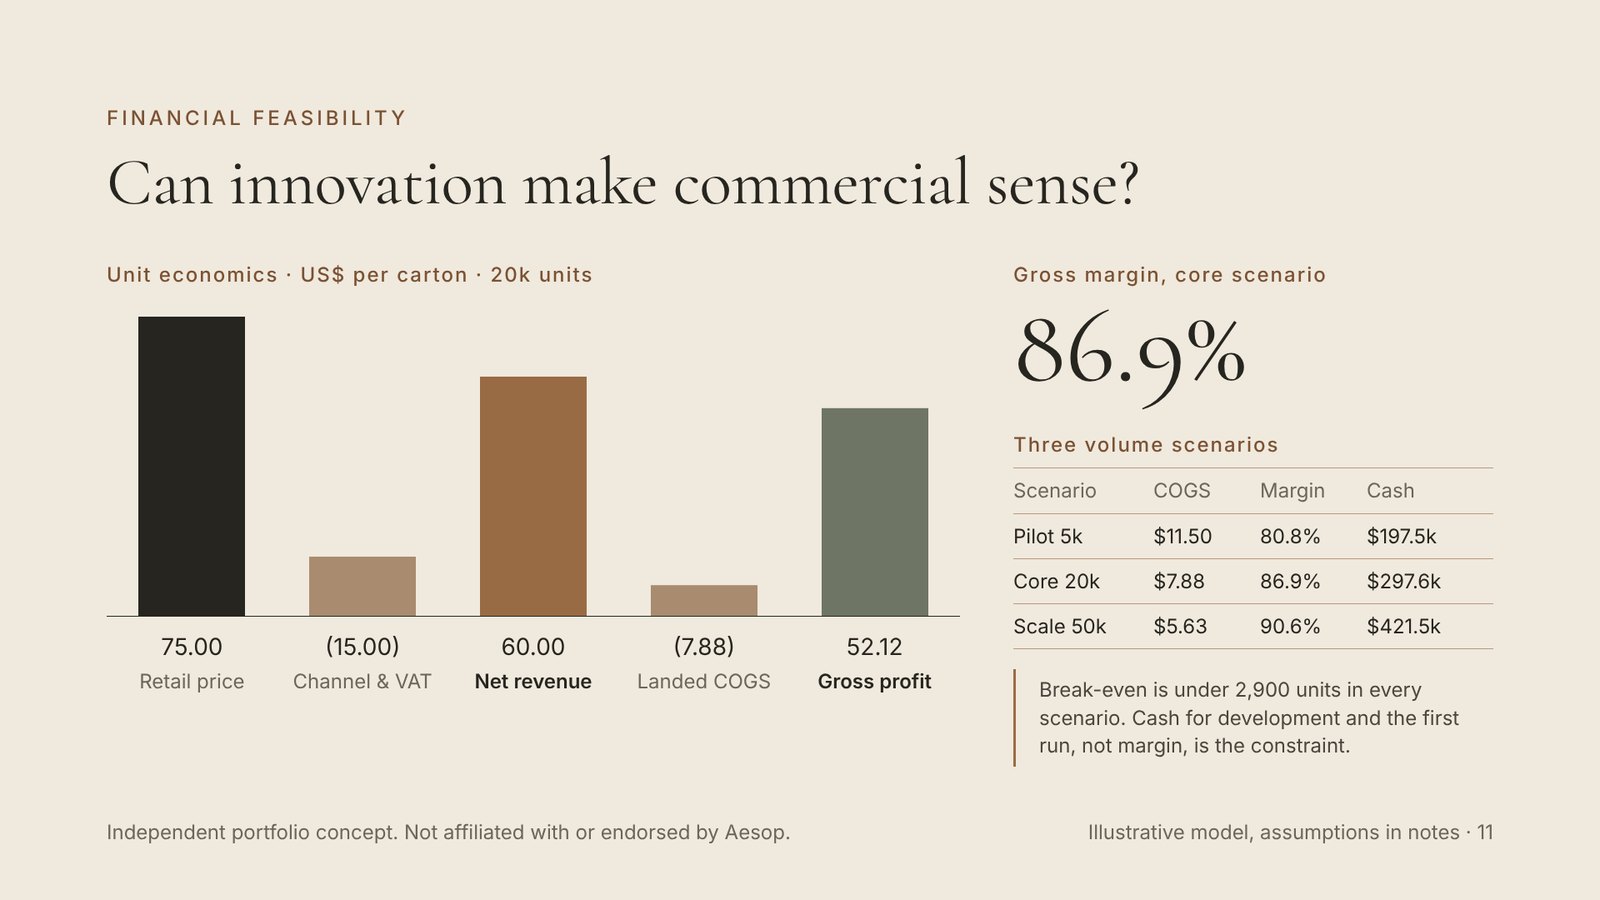 FINANCIAL FEASIBILITY
Can innovation make commercial sense?
Unit economics · US$ per carton · 20k units
75.00
Retail price
(15.00)
Channel & VAT
60.00
Net revenue
(7.88)
Landed COGS
52.12
Gross profit
Gross margin, core scenario
86.9%
Three volume scenarios
Scenario COGS Margin Cash
Pilot 5k $11.50 80.8% $197.5k
Core 20k $7.88 86.9% $297.6k
Scale 50k $5.63 90.6% $421.5k
Break-even is under 2,900 units in every
scenario. Cash for development and the first
run, not margin, is the constraint.
Independent portfolio concept. Not affiliated with or endorsed by Aesop.
Illustrative model, assumptions in notes · 11